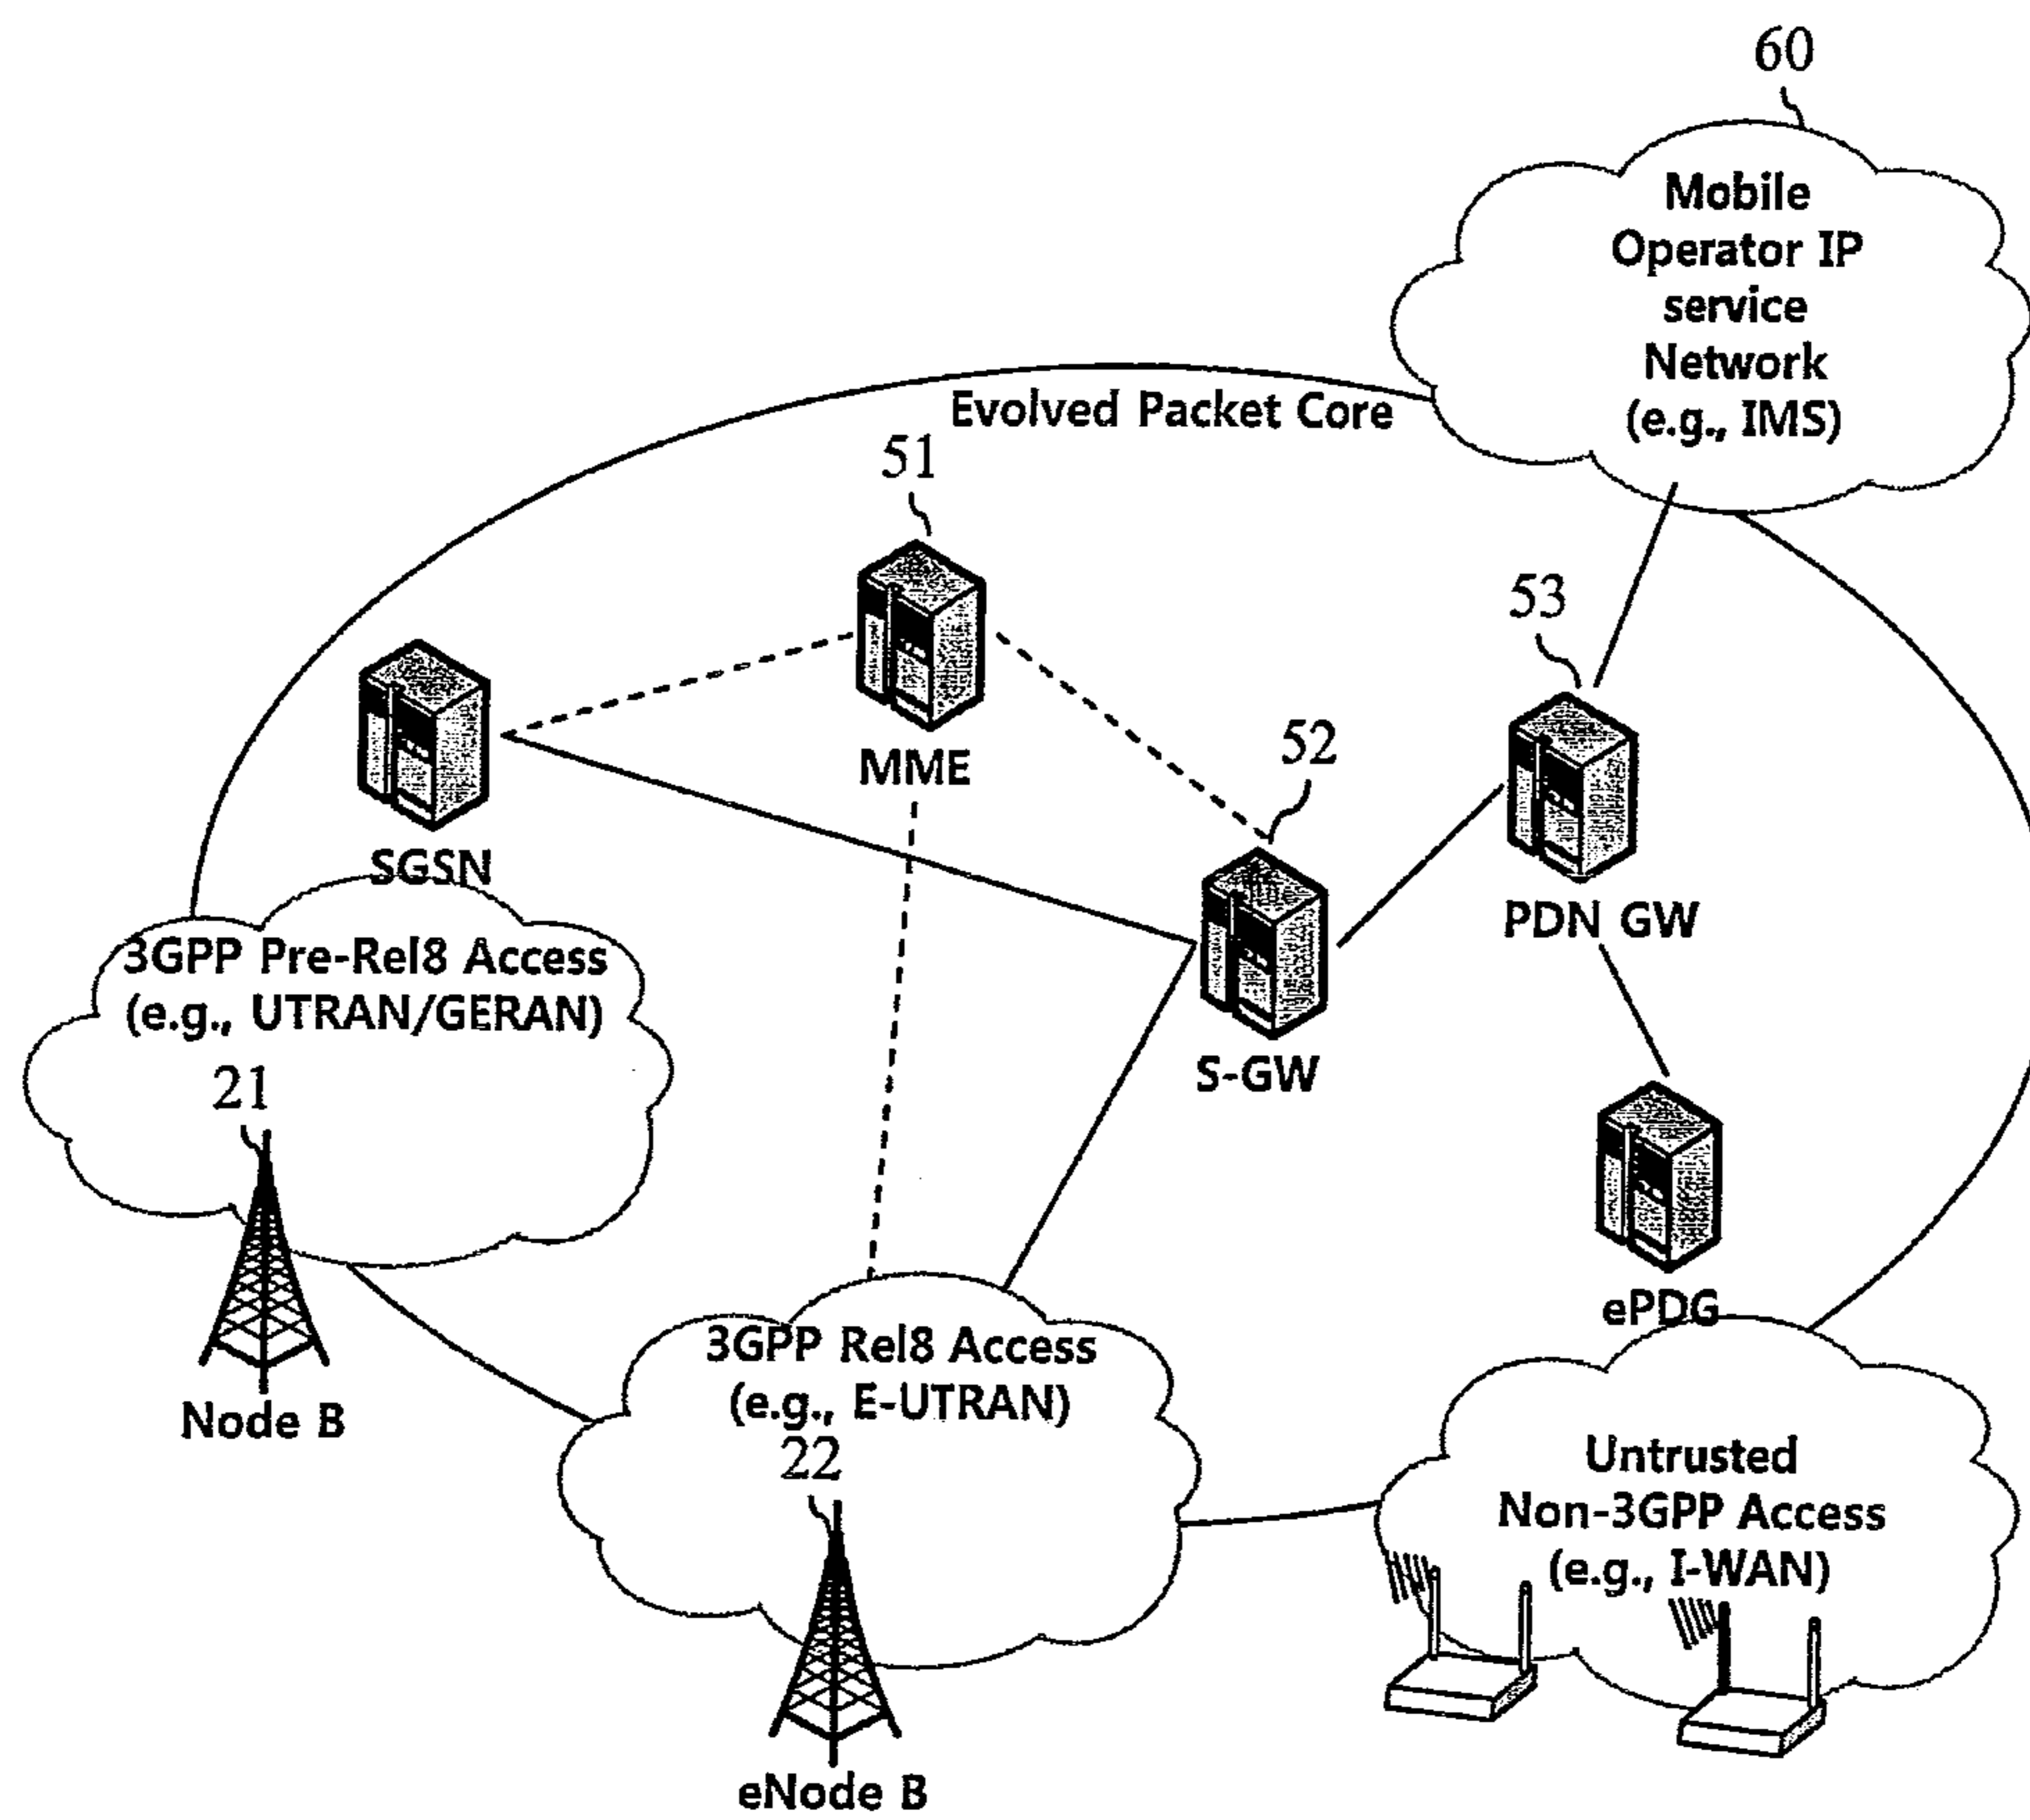 60
Mobile
Operator IP
service
Network
(e.g., IMS)
Evolved Packet Core
51
53
MME
52
SGSN
PDN GW
3GPP Pre-Rel8 Access
(e.g., UTRAN/GERAN)
S-GW
21
ePDG
3GPP Rel8 Access
(e.g., E-UTRAN)
Node B
22
Untrusted
Non-3GPP Access
(e.g., I-WAN)
eNode B